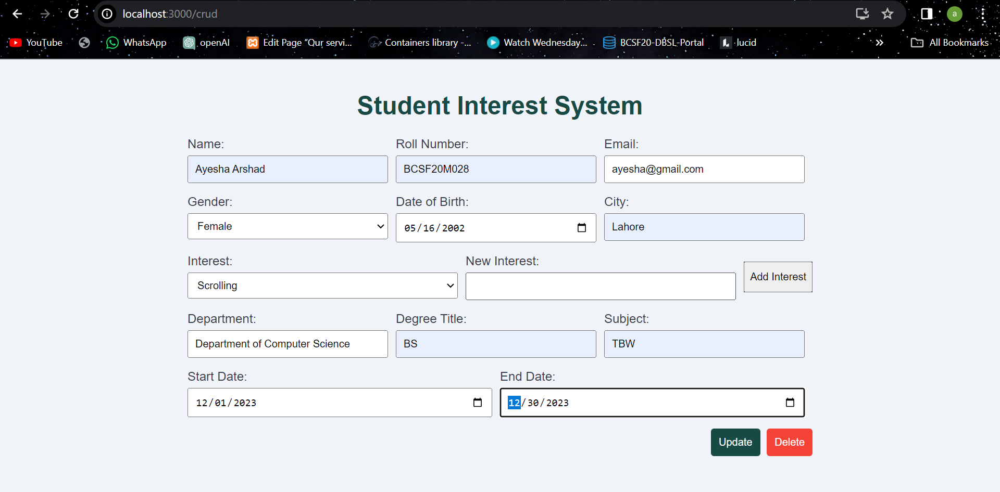 localhost:3000/crud
a
YouTube WhatsApp openAI Edit Page “Our servi... Containers library -... Watch Wednesday... BCSF20-DBSL-Portal lucid All Bookmarks
Student Interest System
Name: Roll Number: Email:
Ayesha Arshad BCSF20M028 ayesha@gmail.com
Gender: Date of Birth: City:
Female 05/16/2002 Lahore
Interest: New Interest:
Scrolling Add Interest
Department: Degree Title: Subject:
Department of Computer Science BS TBW
Start Date: End Date:
12/01/2023 12/30/2023
Update Delete